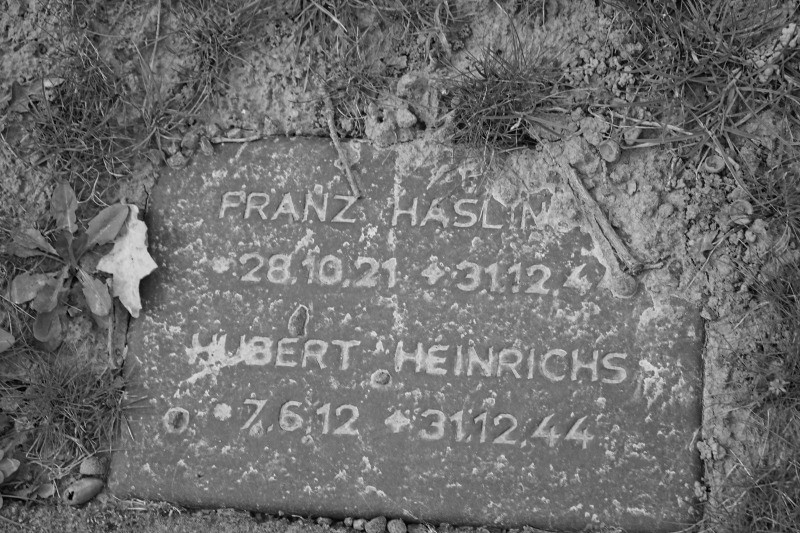 FRANZ
* 28.10.21 + 31.12.4
HUBERT HEINRICHS
* 7.6.12 + 31.12.44